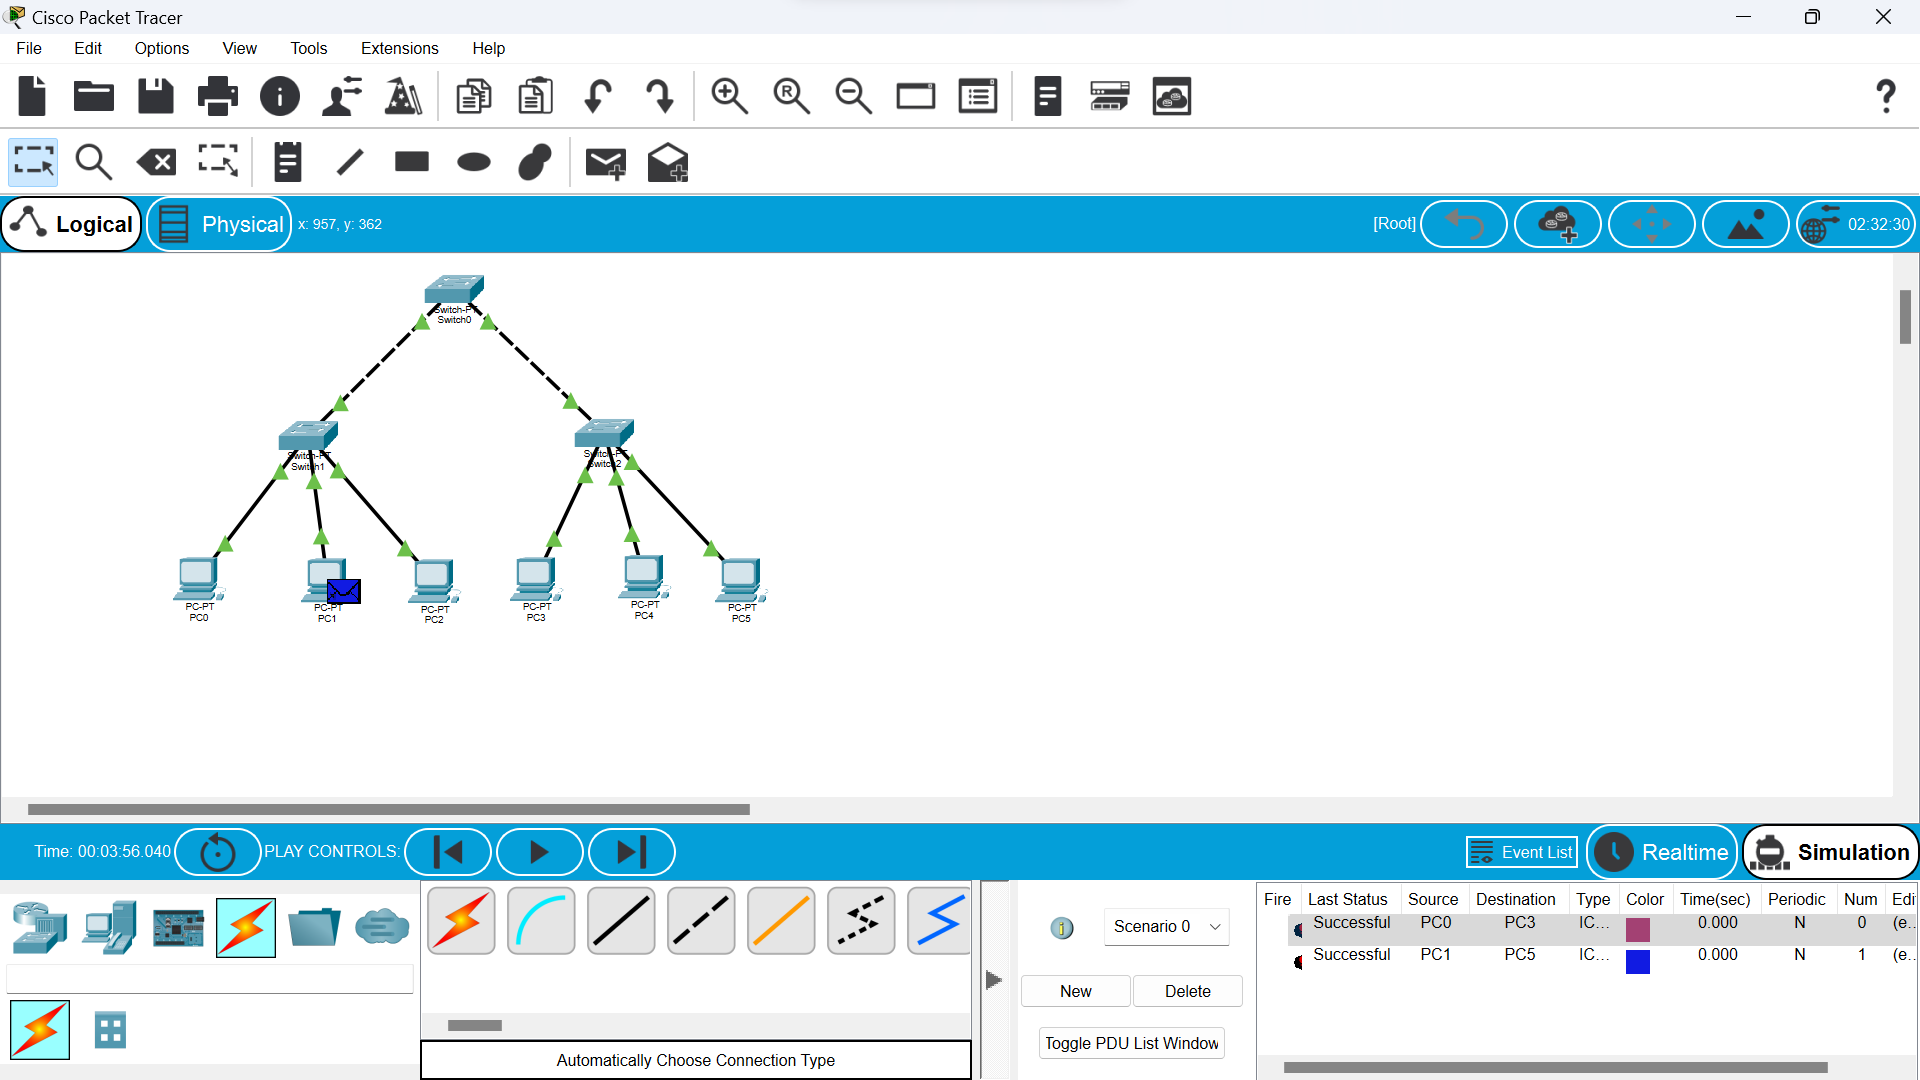 Cisco Packet Tracer
File Edit Options View Tools Extensions Help
Logical Physical x: 957, y: 362 [Root] 02:32:30
Switch-PT
Switch0
Switch-PT
Switch1
Switch-PT
Switch2
PC-PT
PC0
PC-PT
PC1
PC-PT
PC2
PC-PT
PC3
PC-PT
PC4
PC-PT
PC5
Time: 00:03:56.040 PLAY CONTROLS: Event List Realtime Simulation
Fire Last Status Source Destination Type Color Time(sec) Periodic Num Edi
Successful PC0 PC3 IC... 0.000 N 0 (e..
Successful PC1 PC5 IC... 0.000 N 1 (e..
Scenario 0
New Delete
Toggle PDU List Window
Automatically Choose Connection Type